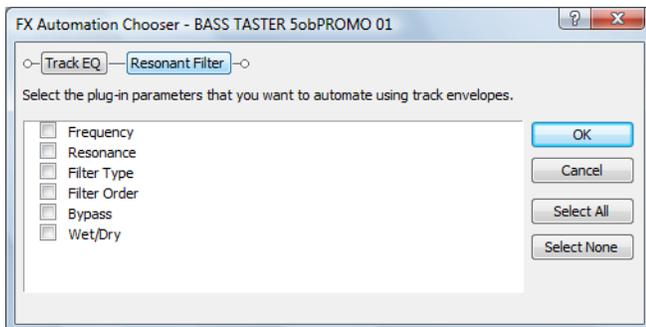 FX Automation Chooser - BASS TASTER 5obPROMO 01
Track EQ Resonant Filter
Select the plug-in parameters that you want to automate using track envelopes.
Frequency
Resonance
Filter Type
Filter Order
Bypass
Wet/Dry
OK
Cancel
Select All
Select None